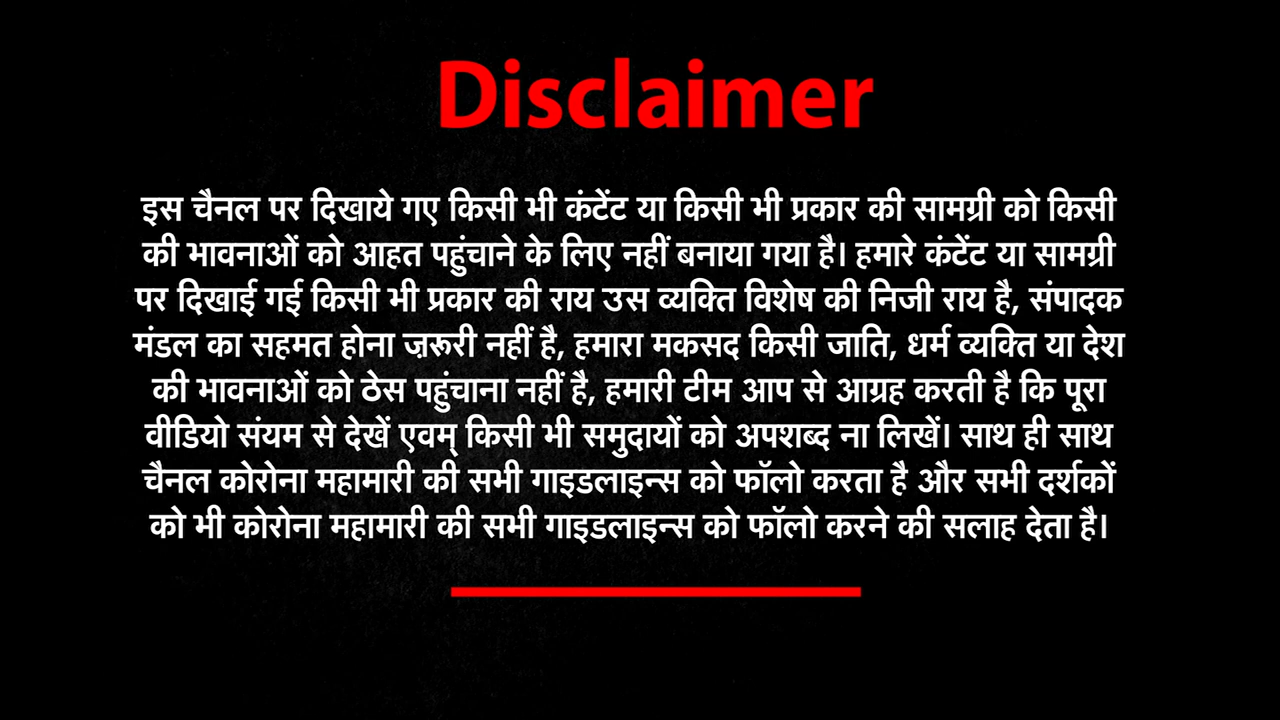 Disclaimer
इस चैनल पर दिखाये गए किसी भी कंटेंट या किसी भी प्रकार की सामग्री को किसी
की भावनाओं को आहत पहुंचाने के लिए नहीं बनाया गया है। हमारे कंटेंट या सामग्री
पर दिखाई गई किसी भी प्रकार की राय उस व्यक्ति विशेष की निजी राय है, संपादक
मंडल का सहमत होना ज़रूरी नहीं है, हमारा मकसद किसी जाति, धर्म व्यक्ति या देश
की भावनाओं को ठेस पहुंचाना नहीं है, हमारी टीम आप से आग्रह करती है कि पूरा
वीडियो संयम से देखें एवम् किसी भी समुदायों को अपशब्द ना लिखें। साथ ही साथ
चैनल कोरोना महामारी की सभी गाइडलाइन्स को फॉलो करता है और सभी दर्शकों
को भी कोरोना महामारी की सभी गाइडलाइन्स को फॉलो करने की सलाह देता है।